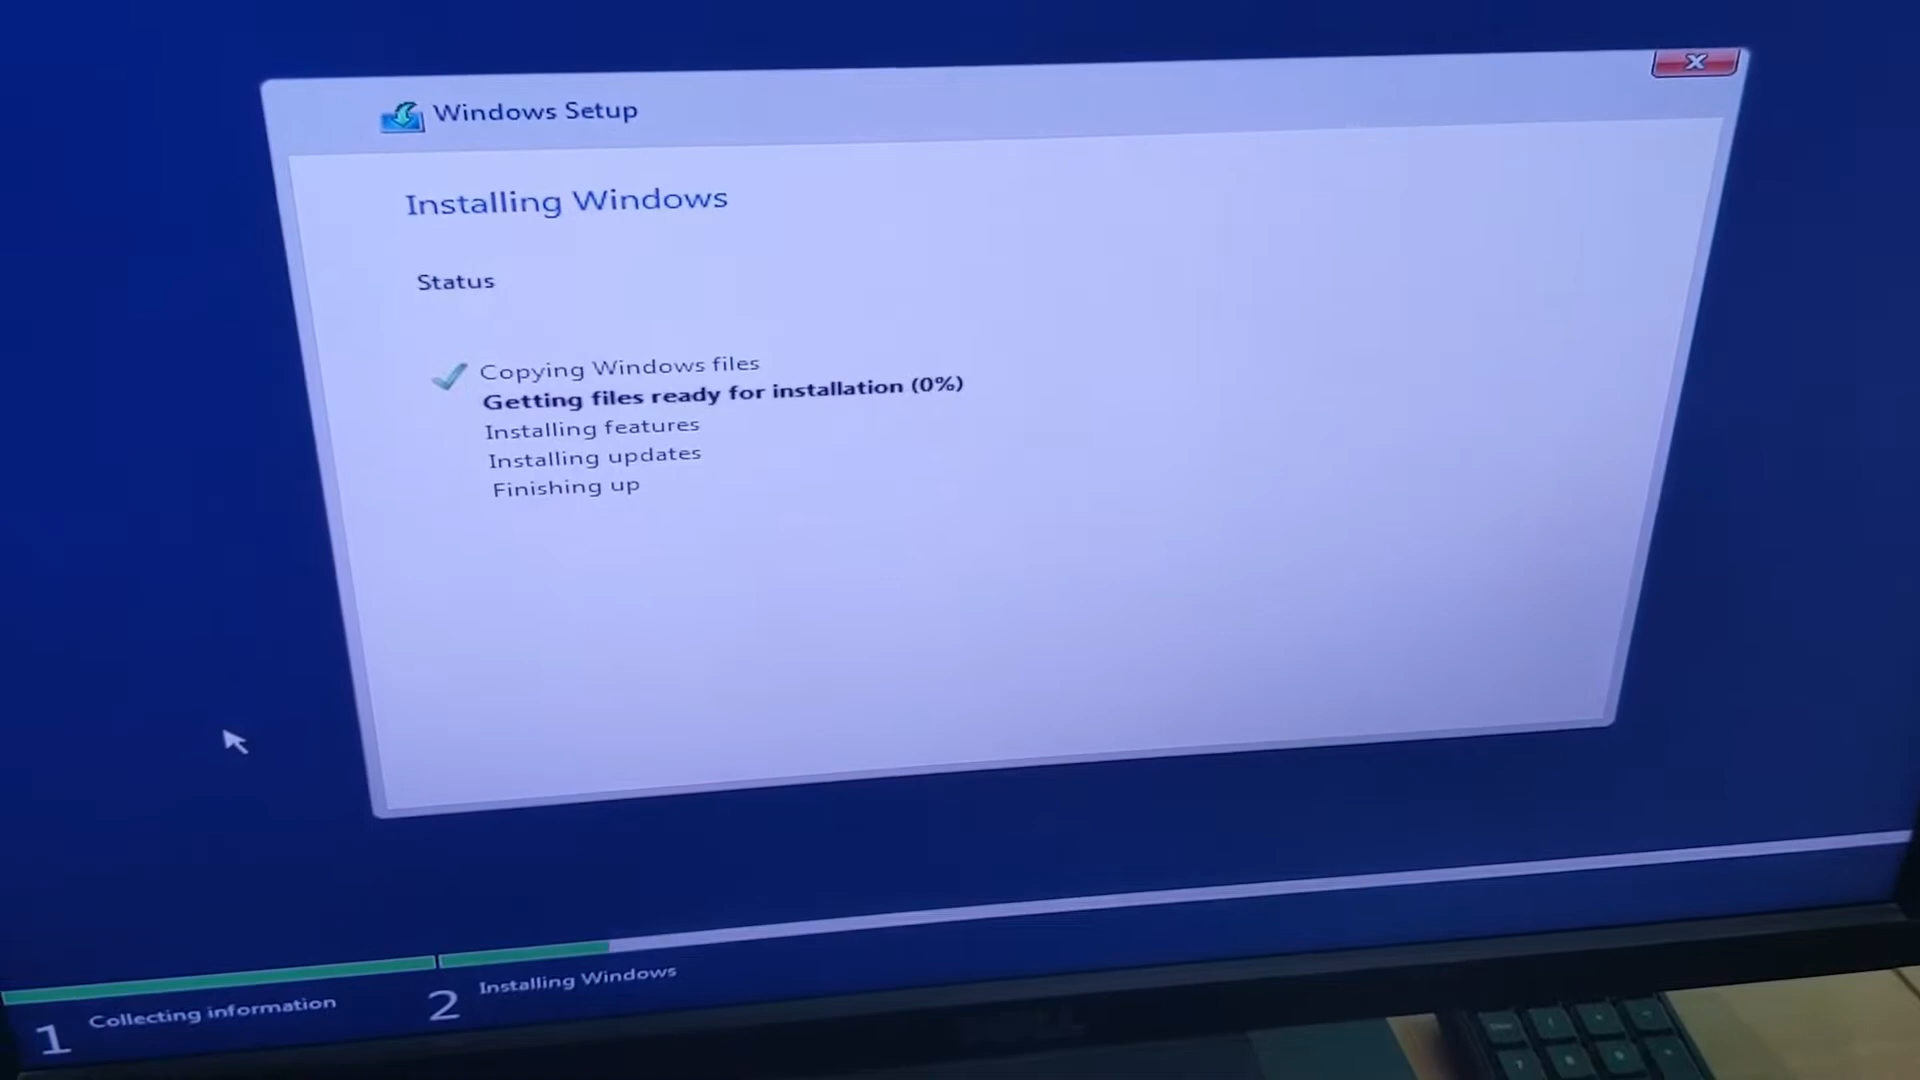 Windows Setup
Installing Windows
Status
Copying Windows files
Getting files ready for installation (0%)
Installing features
Installing updates
Finishing up
1 Collecting information
2 Installing Windows